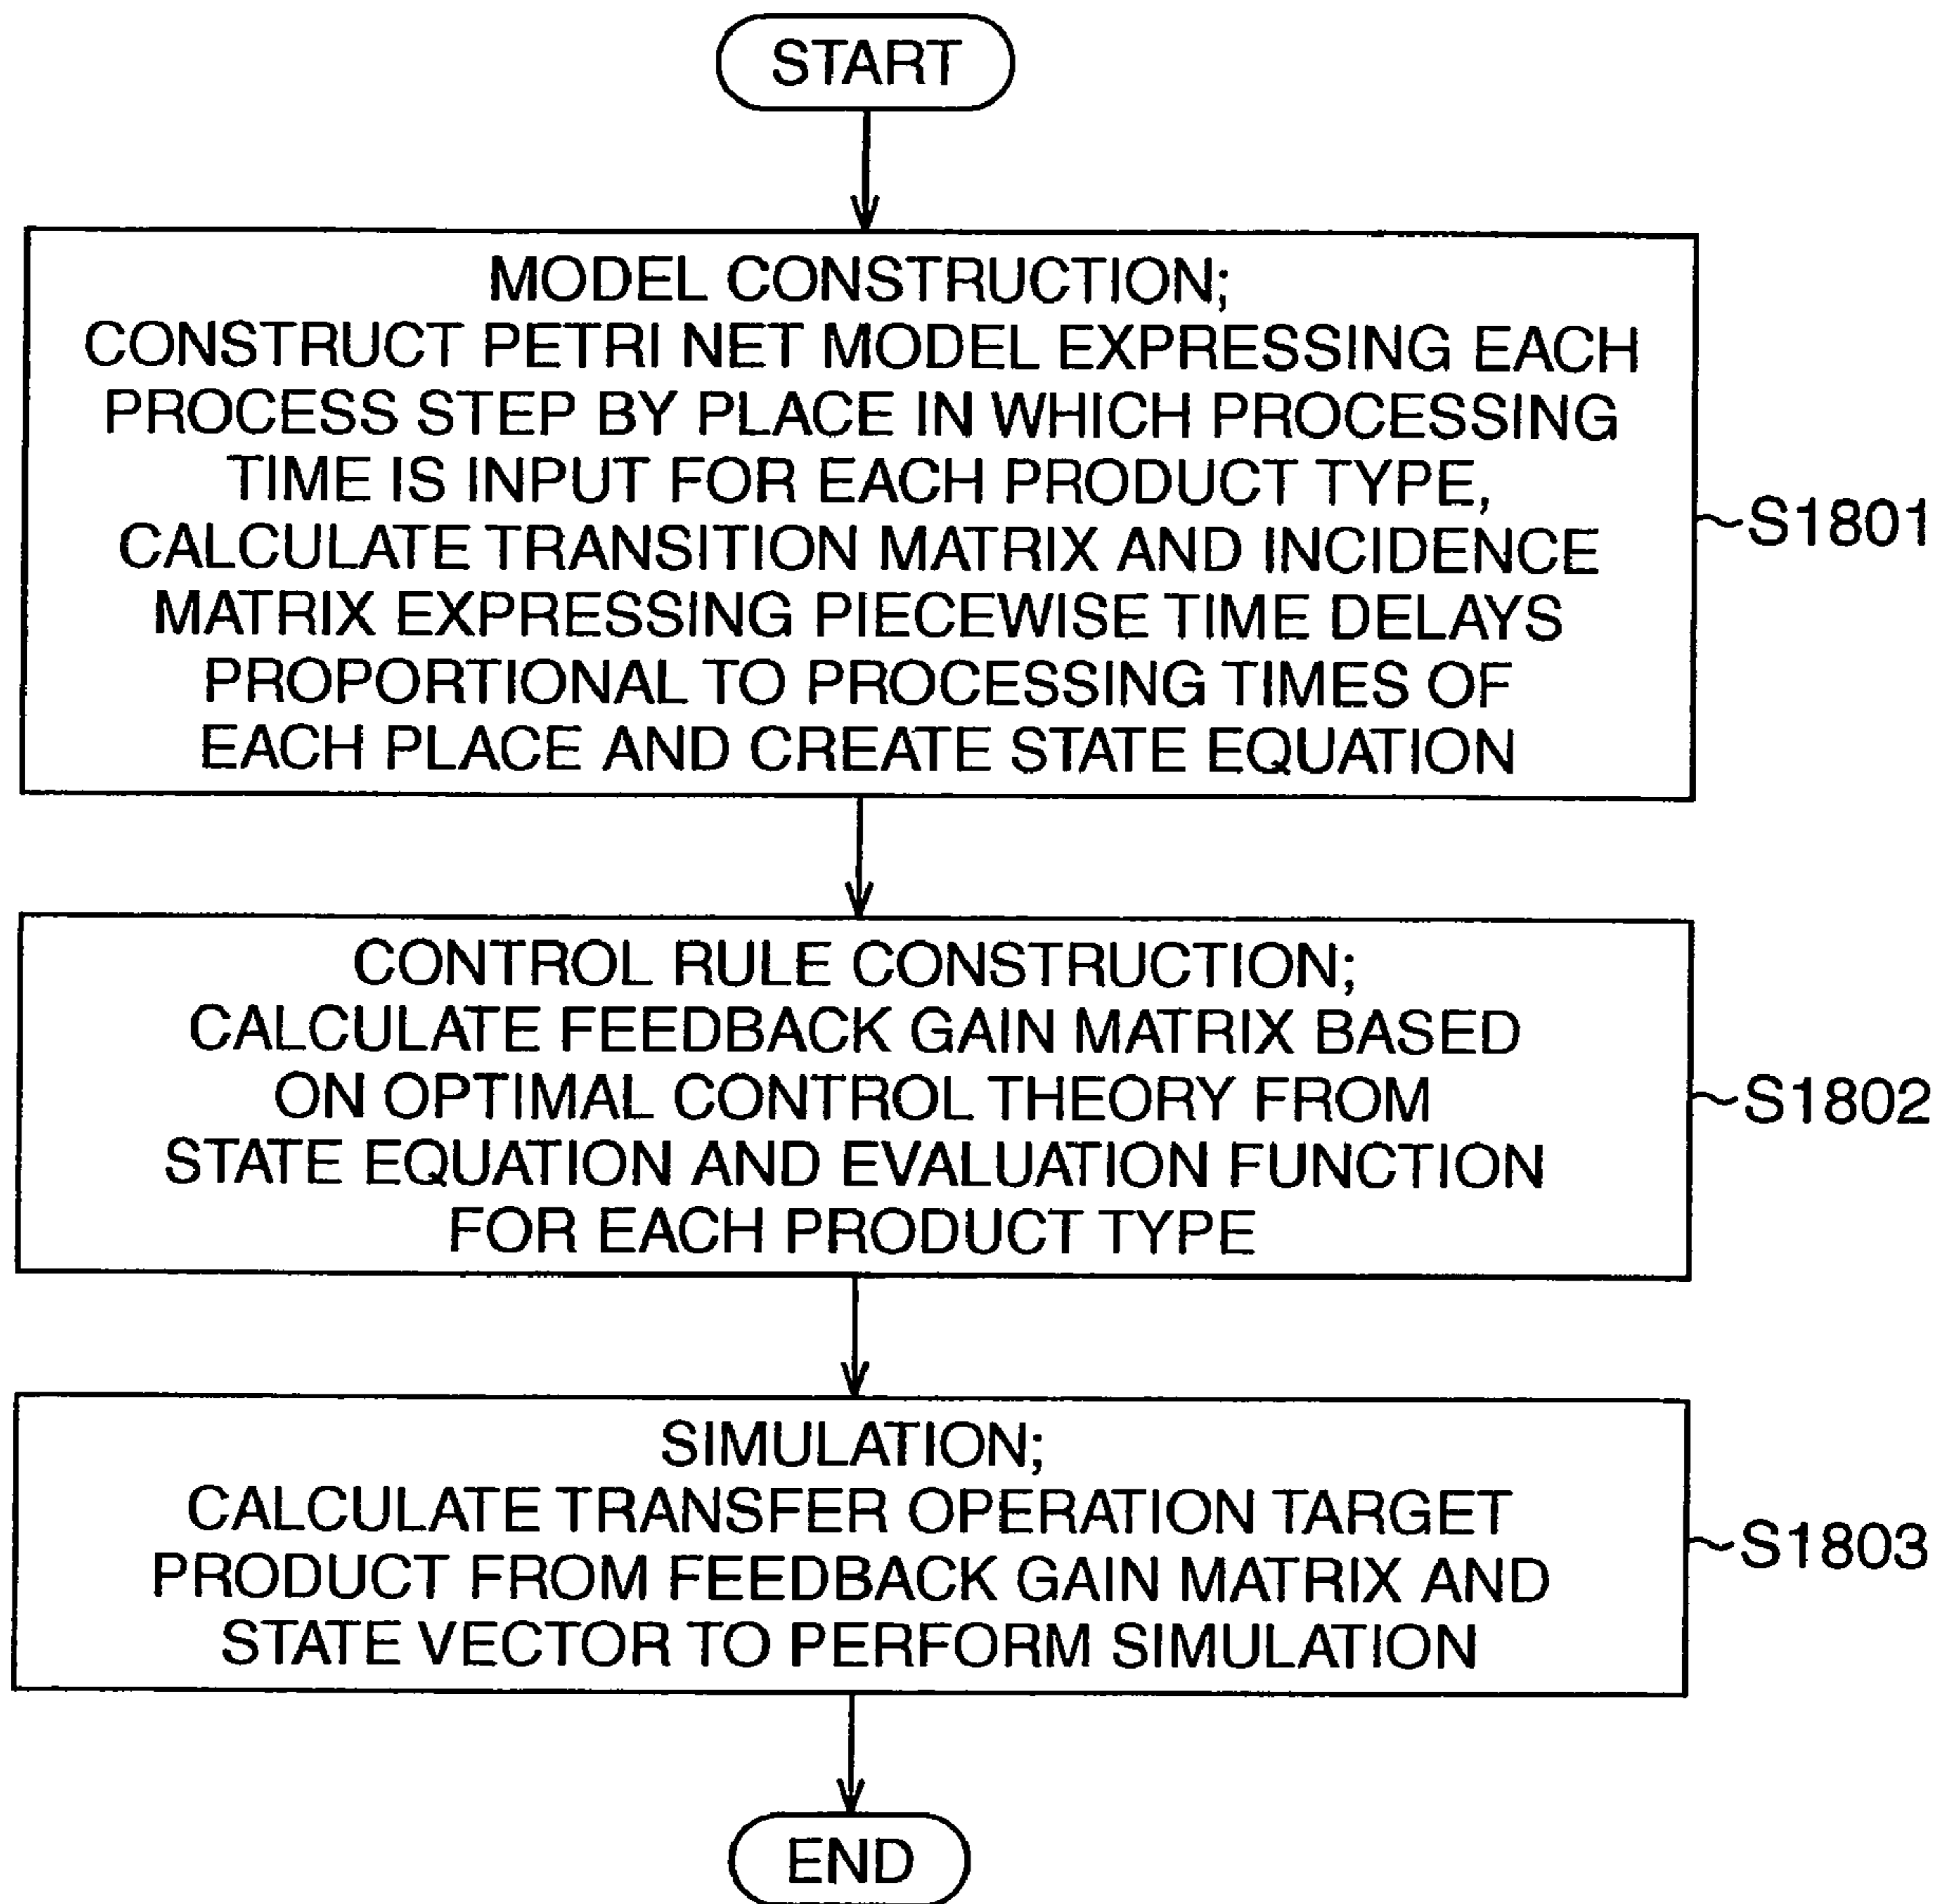 START
MODEL CONSTRUCTION;
CONSTRUCT PETRI NET MODEL EXPRESSING EACH
PROCESS STEP BY PLACE IN WHICH PROCESSING
TIME IS INPUT FOR EACH PRODUCT TYPE,
CALCULATE TRANSITION MATRIX AND INCIDENCE
MATRIX EXPRESSING PIECEWISE TIME DELAYS
PROPORTIONAL TO PROCESSING TIMES OF
EACH PLACE AND CREATE STATE EQUATION
S1801
CONTROL RULE CONSTRUCTION;
CALCULATE FEEDBACK GAIN MATRIX BASED
ON OPTIMAL CONTROL THEORY FROM
STATE EQUATION AND EVALUATION FUNCTION
FOR EACH PRODUCT TYPE
S1802
SIMULATION;
CALCULATE TRANSFER OPERATION TARGET
PRODUCT FROM FEEDBACK GAIN MATRIX AND
STATE VECTOR TO PERFORM SIMULATION
S1803
END